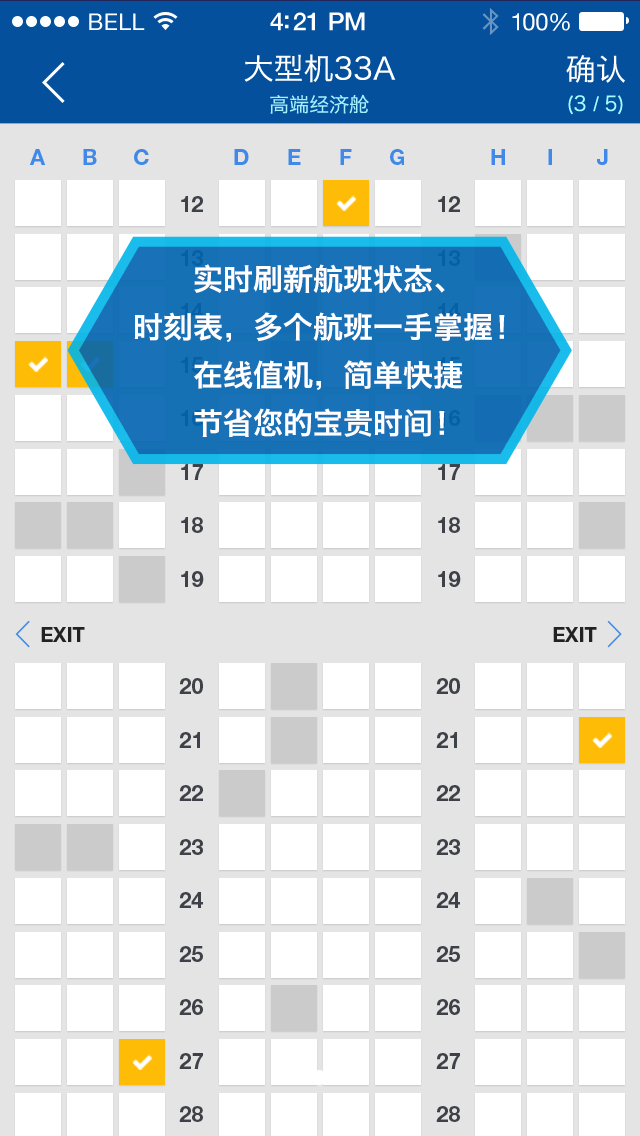 BELL 4:21 PM 100%
大型机33A 确认
高端经济舱 (3 / 5)
A B C D E F G H I J
12 12
13 13
实时刷新航班状态、
14 14
时刻表，多个航班一手掌握！
15
在线值机，简单快捷
16 16
节省您的宝贵时间！
17 17
18 18
19 19
EXIT EXIT
20 20
21 21
22 22
23 23
24 24
25 25
26 26
27 27
28 28